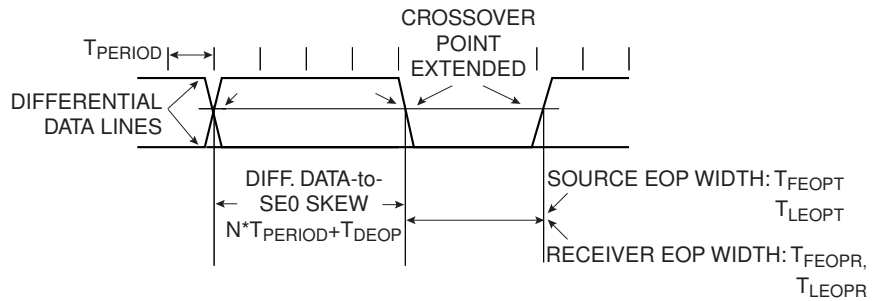 TPERIOD
CROSSOVER
POINT
EXTENDED
DIFFERENTIAL
DATA LINES
DIFF. DATA-to-
SE0 SKEW
N*TPERIOD+TDEOP
SOURCE EOP WIDTH: TFEOPT
TLEOPT
RECEIVER EOP WIDTH: TFEOPR,
TLEOPR